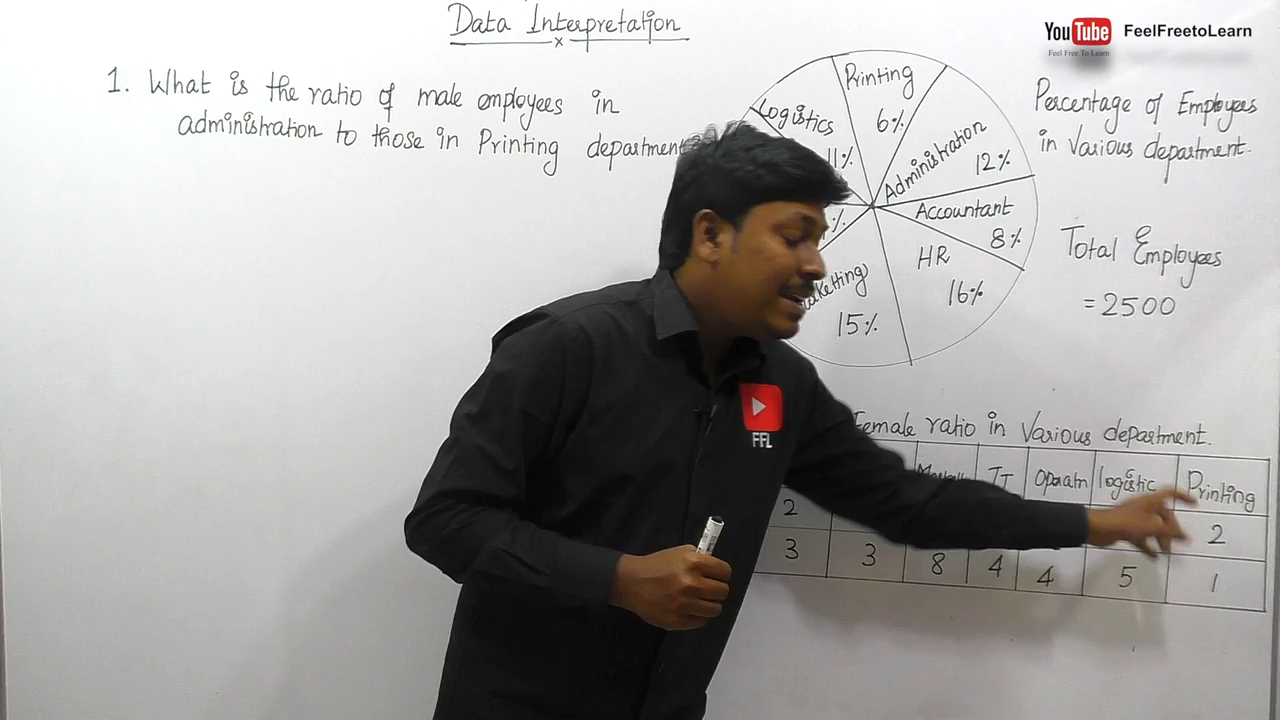 Data Interpretation
YouTube
Feel Free To Learn
FeelFreetoLearn
1. What is the ratio of male employees in
administration to those in Printing department
Printing
6%
Logistics
11%
Administration
12%
Accountant
8%
HR
16%
15%
Percentage of Employees
in Various department.
Total Employees
=2500
FFL
Female ratio in Various department.
IT Operatn logistic Printing
2 2
3 3 8 4 4 5 1